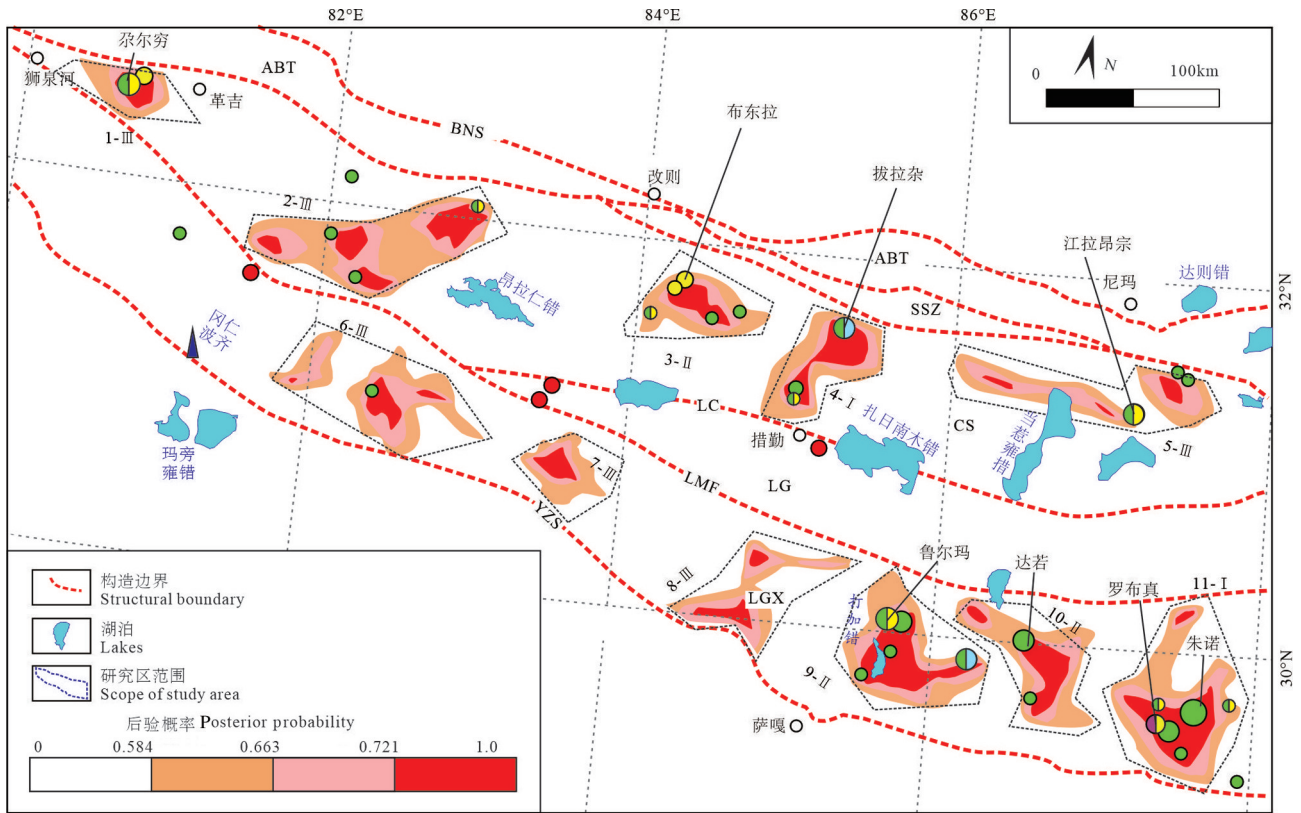 82°E
84°E
86°E
尕尔穷
狮泉河
ABT
革吉
1-Ⅲ
BNS
布东拉
改则
拔拉杂
0
100km
N
江拉昂宗
尼玛
达则错
32°N
2-Ⅲ
ABT
SSZ
昂拉仁错
冈仁
波齐
6-Ⅲ
3-Ⅱ
4-Ⅰ
LC
CS
措勤
扎日南木错
当惹雍措
5-Ⅲ
玛旁
雍错
7-Ⅲ
LMF
LG
YZS
8-Ⅲ
LGX
鲁尔玛
打加错
达若
10-Ⅱ
罗布真
11-Ⅰ
朱诺
9-Ⅱ
30°N
萨嘎
构造边界
Structural boundary
湖泊
Lakes
研究区范围
Scope of study area
后验概率 Posterior probability
0
0.584
0.663
0.721
1.0